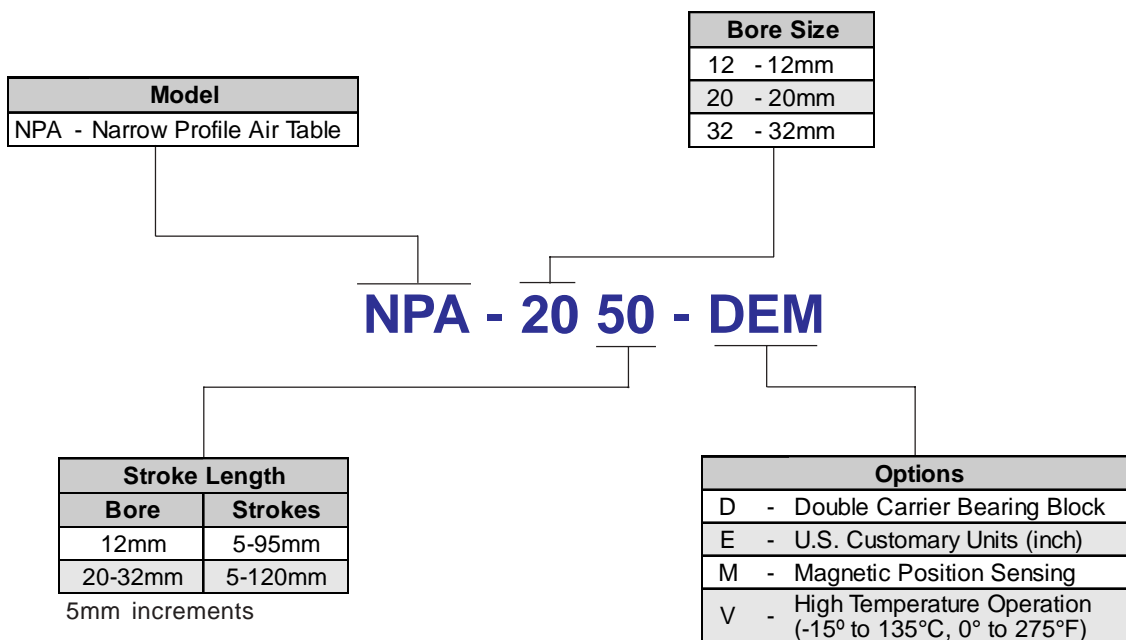 Bore Size
12 - 12mm
20 - 20mm
32 - 32mm
Model
NPA - Narrow Profile Air Table
NPA - 20 50 - DEM
Stroke Length
Bore Strokes
12mm 5-95mm
20-32mm 5-120mm
5mm increments
Options
D - Double Carrier Bearing Block
E - U.S. Customary Units (inch)
M - Magnetic Position Sensing
V - High Temperature Operation
(-15º to 135°C, 0° to 275°F)